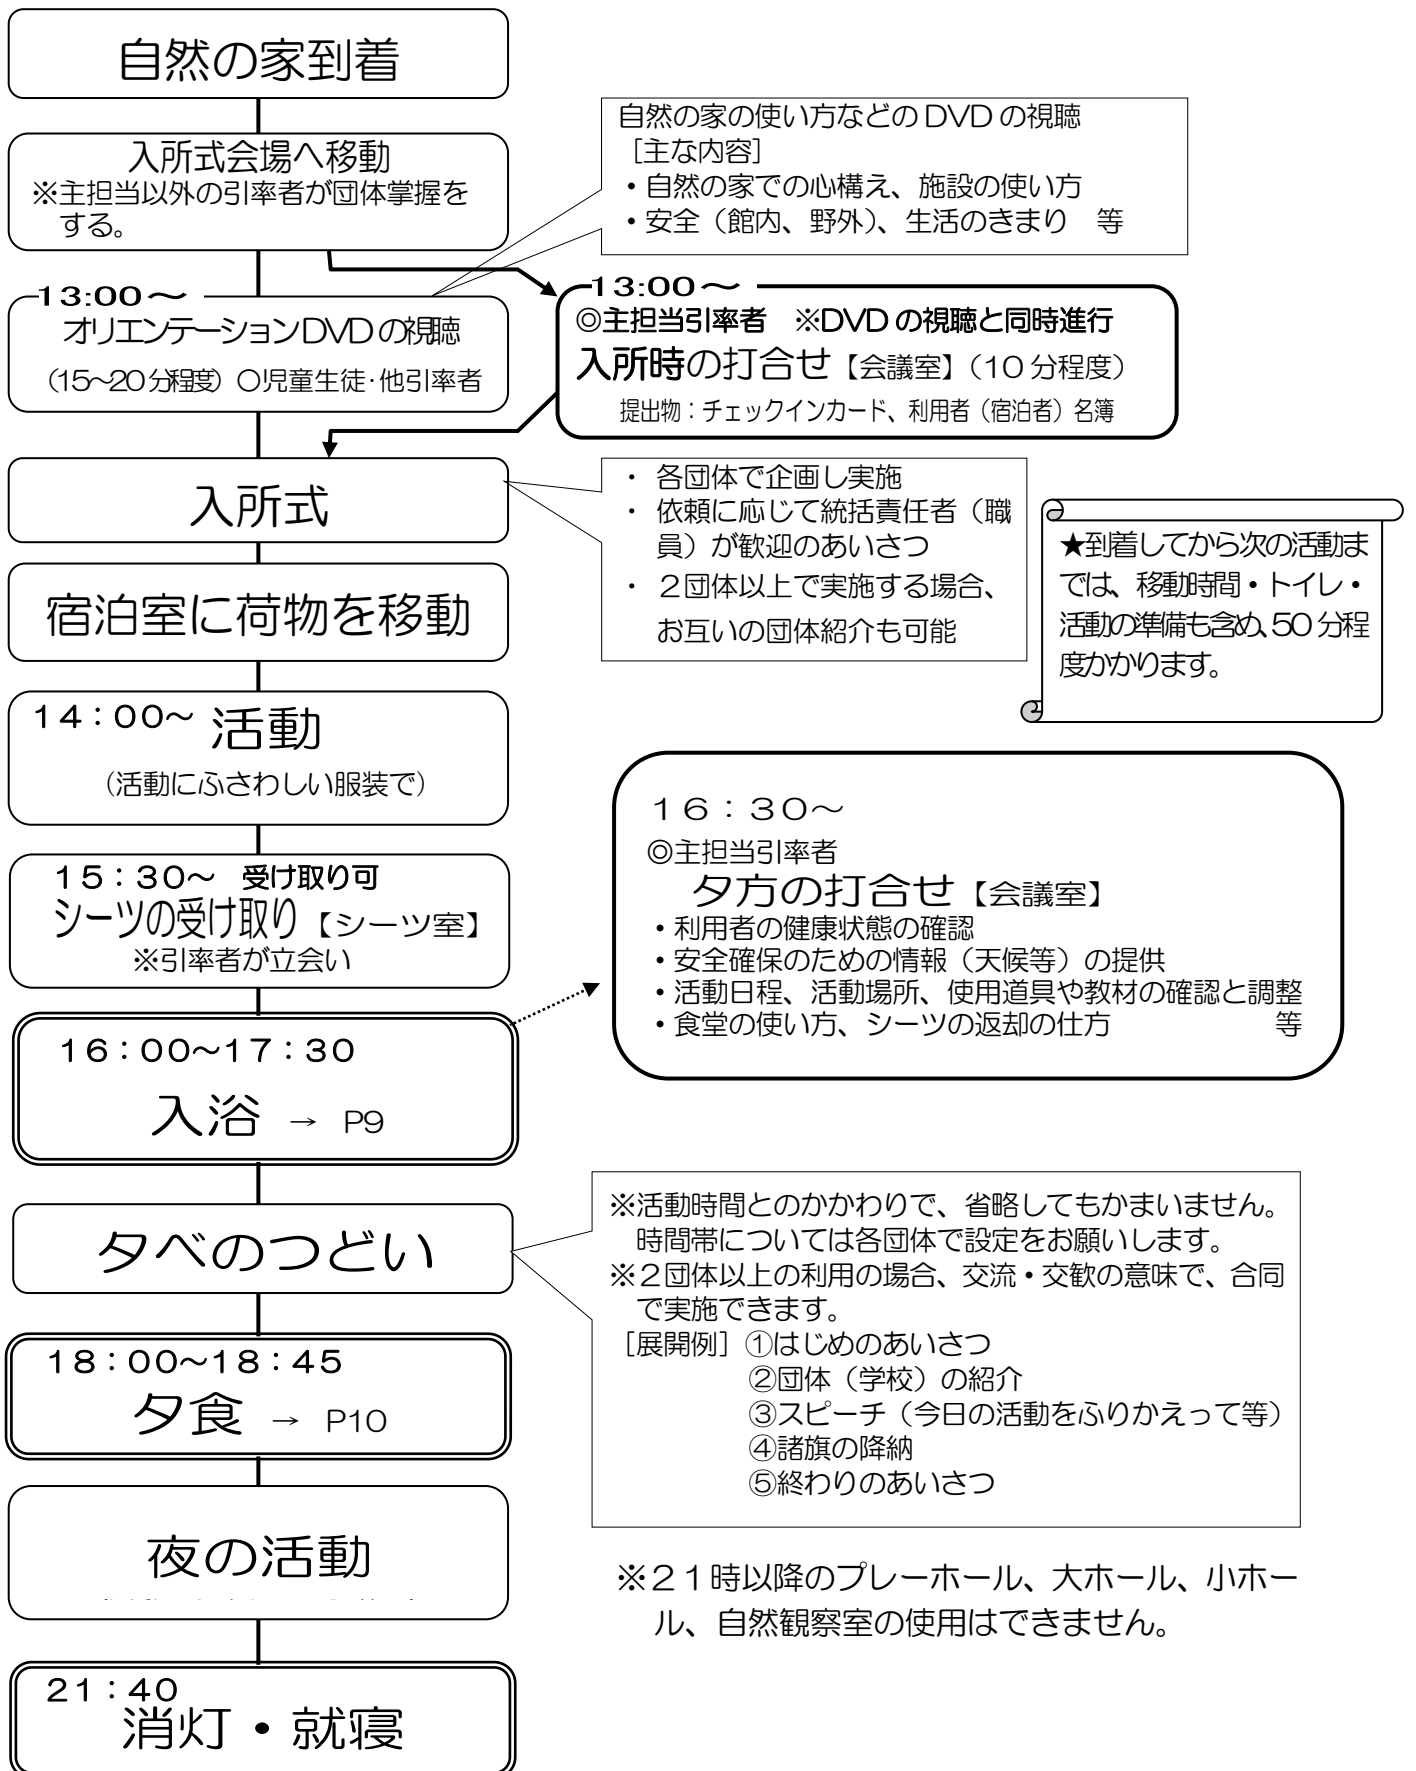 自然の家到着
入所式会場へ移動
※主担当以外の引率者が団体掌握を
する。
自然の家の使い方などのDVDの視聴
［主な内容］
・自然の家での心構え、施設の使い方
・安全（館内、野外）、生活のきまり　等
13:00～
オリエンテーションDVDの視聴
（15～20分程度）〇児童生徒・他引率者
13:00～
◎主担当引率者　※DVDの視聴と同時進行
入所時の打合せ【会議室】（10分程度）
提出物：チェックインカード、利用者（宿泊者）名簿
入所式
・ 各団体で企画し実施
・ 依頼に応じて統括責任者（職
員）が歓迎のあいさつ
・ ２団体以上で実施する場合、
お互いの団体紹介も可能
★到着してから次の活動ま
では、移動時間・トイレ・
活動の準備も含め、50分程
度かかります。
宿泊室に荷物を移動
14：00～ 活動
（活動にふさわしい服装で）
15：30～　受け取り可
シーツの受け取り【シーツ室】
※引率者が立会い
16：30～
◎主担当引率者
夕方の打合せ【会議室】
・利用者の健康状態の確認
・安全確保のための情報（天候等）の提供
・活動日程、活動場所、使用道具や教材の確認と調整
・食堂の使い方、シーツの返却の仕方　　　　　等
16：00～17：30
入浴 → P9
夕べのつどい
※活動時間とのかかわりで、省略してもかまいません。
時間帯については各団体で設定をお願いします。
※２団体以上の利用の場合、交流・交歓の意味で、合同
で実施できます。
［展開例］①はじめのあいさつ
②団体（学校）の紹介
③スピーチ（今日の活動をふりかえって等）
④諸旗の降納
⑤終わりのあいさつ
18：00～18：45
夕食 → P10
夜の活動
※２１時以降のプレーホール、大ホール、小ホー
ル、自然観察室の使用はできません。
21：40
消灯・就寝